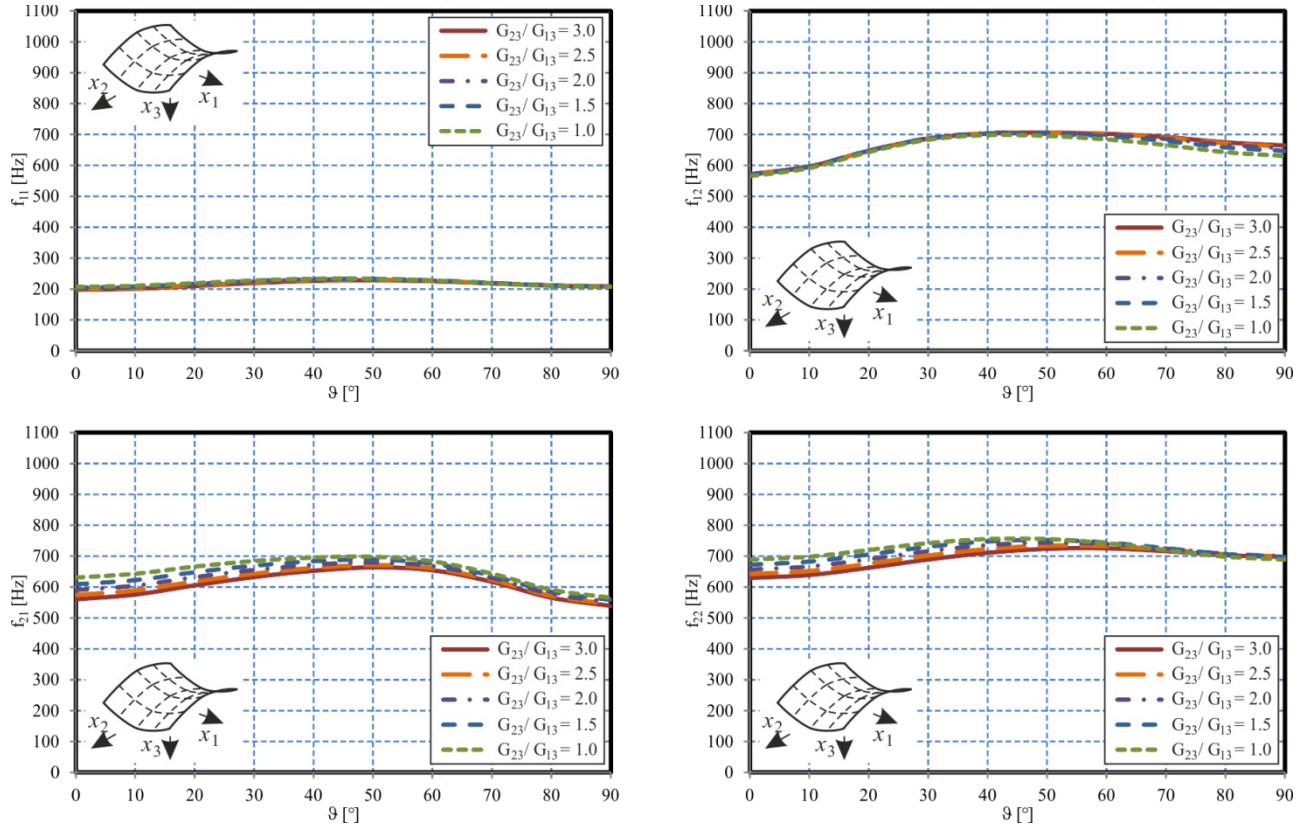 1100
1000
900
800
700
600
500
400
300
200
100
0
f11 [Hz]
x2
x3
x1
G23/ G13 = 3.0
G23/ G13 = 2.5
G23/ G13 = 2.0
G23/ G13 = 1.5
G23/ G13 = 1.0
0 10 20 30 40 50 60 70 80 90
ϑ [°]
1100
1000
900
800
700
600
500
400
300
200
100
0
f12 [Hz]
G23/ G13 = 3.0
G23/ G13 = 2.5
G23/ G13 = 2.0
G23/ G13 = 1.5
G23/ G13 = 1.0
x2
x3
x1
0 10 20 30 40 50 60 70 80 90
ϑ [°]
1100
1000
900
800
700
600
500
400
300
200
100
0
f21 [Hz]
G23/ G13 = 3.0
G23/ G13 = 2.5
G23/ G13 = 2.0
G23/ G13 = 1.5
G23/ G13 = 1.0
x2
x3
x1
0 10 20 30 40 50 60 70 80 90
ϑ [°]
1100
1000
900
800
700
600
500
400
300
200
100
0
f22 [Hz]
G23/ G13 = 3.0
G23/ G13 = 2.5
G23/ G13 = 2.0
G23/ G13 = 1.5
G23/ G13 = 1.0
x2
x3
x1
0 10 20 30 40 50 60 70 80 90
ϑ [°]